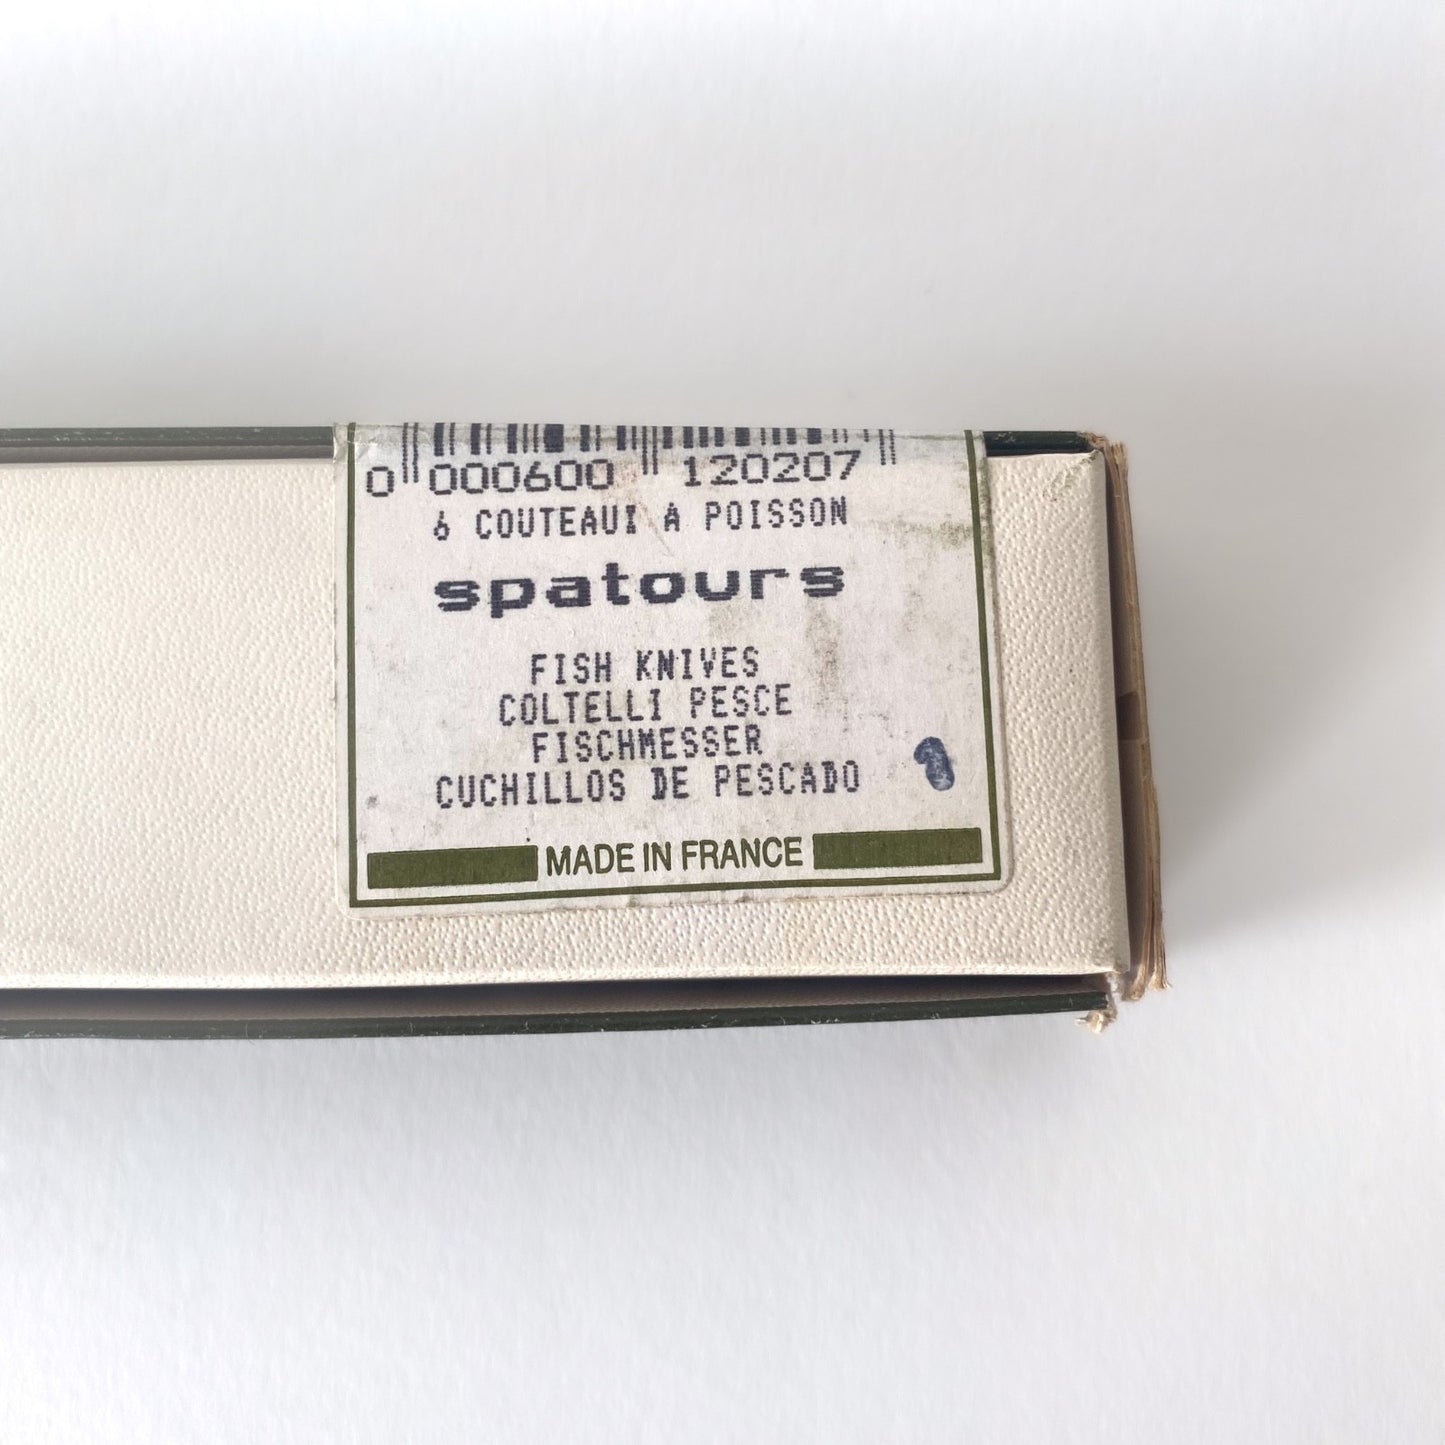 0 000600 120207
6 COUTEAUX A POISSON
spatours
FISH KNIVES
COLTELLI PESCE
FISCHMESSER
CUCHILLOS DE PESCADO
MADE IN FRANCE